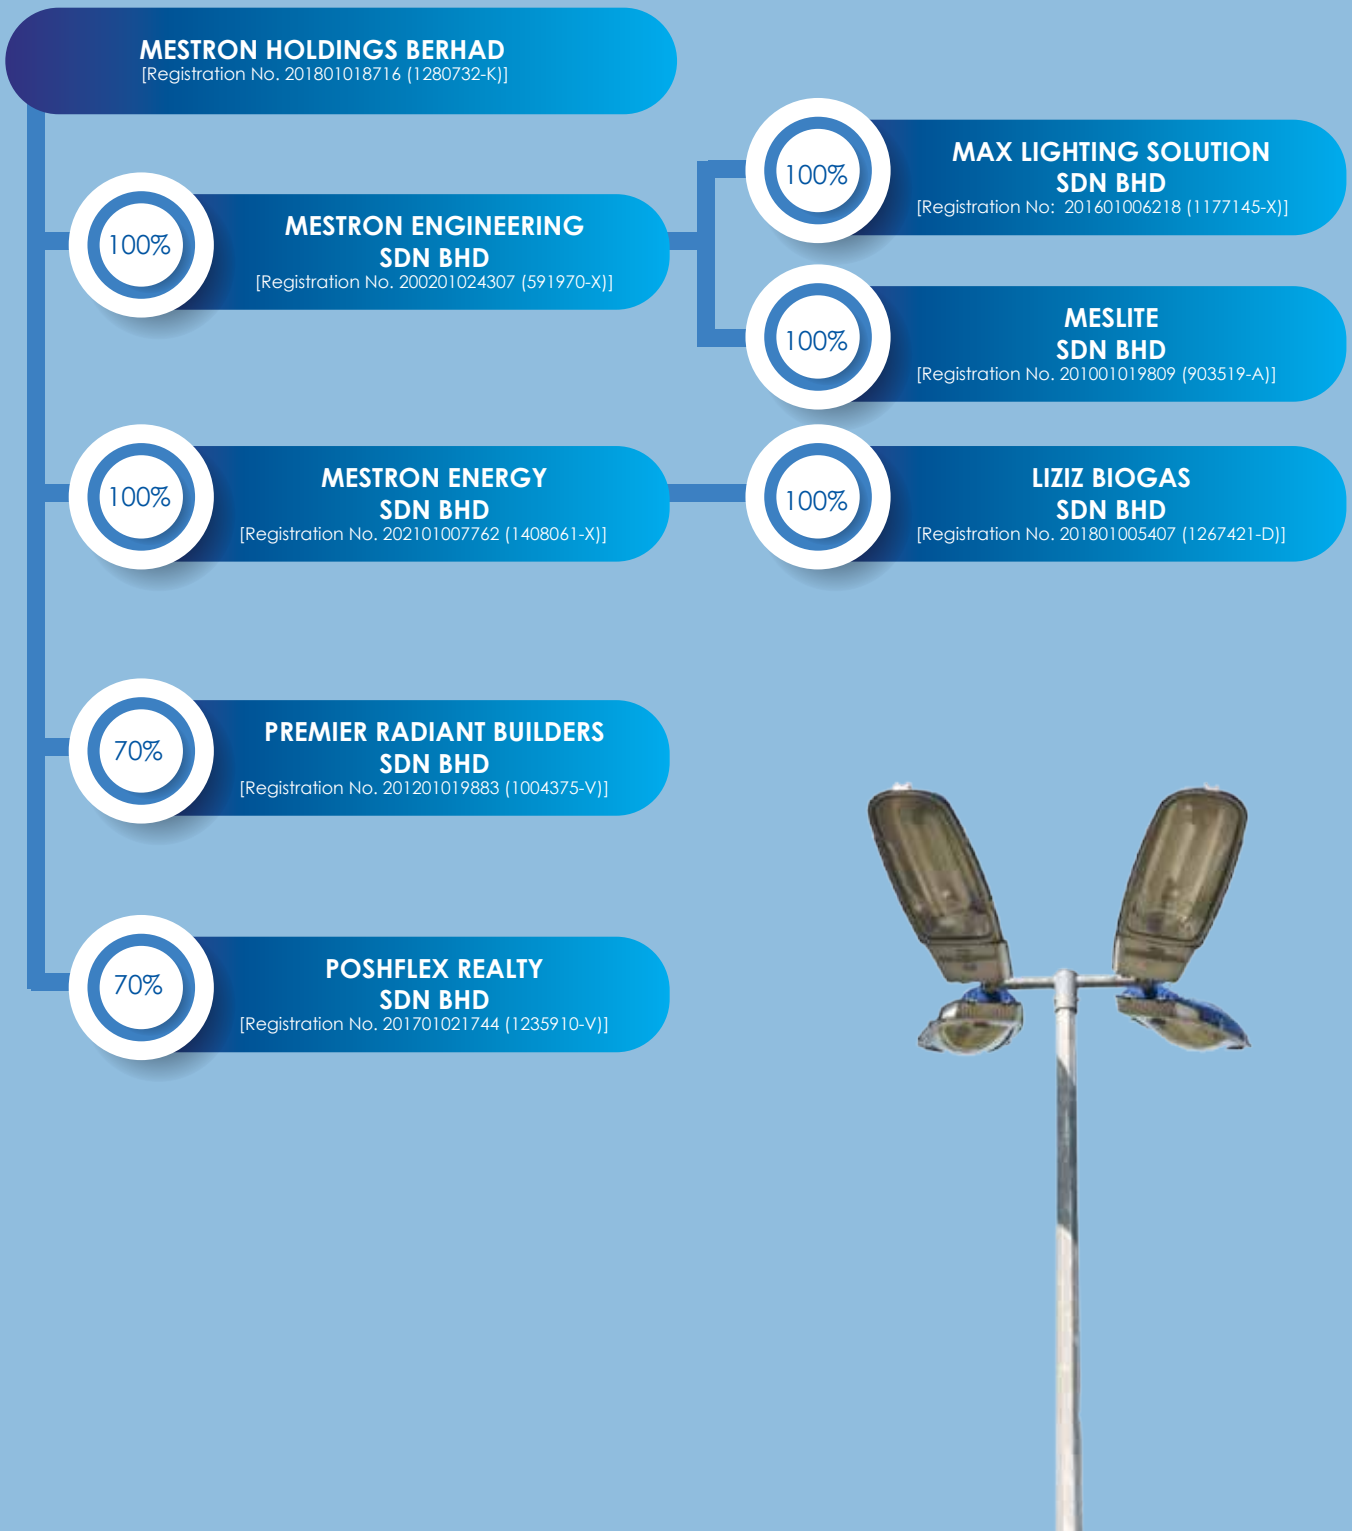 MESTRON HOLDINGS BERHAD
[Registration No. 201801018716 (1280732-K)]
100%
MESTRON ENGINEERING
SDN BHD
[Registration No. 200201024307 (591970-X)]
100%
MAX LIGHTING SOLUTION
SDN BHD
[Registration No: 201601006218 (1177145-X)]
100%
MESLITE
SDN BHD
[Registration No. 201001019809 (903519-A)]
100%
MESTRON ENERGY
SDN BHD
[Registration No. 202101007762 (1408061-X)]
100%
LIZIZ BIOGAS
SDN BHD
[Registration No. 201801005407 (1267421-D)]
70%
PREMIER RADIANT BUILDERS
SDN BHD
[Registration No. 201201019883 (1004375-V)]
70%
POSHFLEX REALTY
SDN BHD
[Registration No. 201701021744 (1235910-V)]